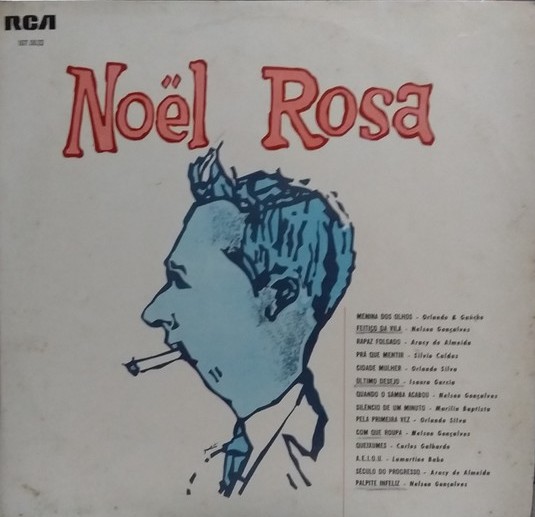 RCA
Noël Rosa
MENINA DOS OLHOS - Orlando & Gaúcho
FEITIÇO DA VILA - Nelson Gonçalves
RAPAZ FOLGADO - Aracy de Almeida
PRÁ QUE MENTIR - Silvio Caldas
CIDADE MULHER - Orlando Silva
ÚLTIMO DESEJO - Isaura Garcia
QUANDO O SAMBA ACABOU - Nelson Gonçalves
SILÊNCIO DE UM MINUTO - Marilia Baptista
PELA PRIMEIRA VEZ - Orlando Silva
COM QUE ROUPA - Nelson Gonçalves
QUEIXUMES - Carlos Galhardo
A.E.I.O.U. - Lamartine Babo
SÉCULO DO PROGRESSO - Aracy de Almeida
PALPITE INFELIZ - Nelson Gonçalves